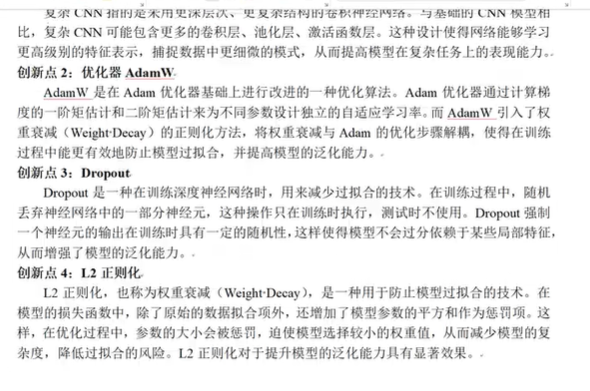 复杂 CNN 指的是采用更深层次、更复杂结构的卷积神经网络。与基础的 CNN 模型相
比，复杂 CNN 可能包含更多的卷积层、池化层、激活函数层。这种设计使得网络能够学习
更高级别的特征表示，捕捉数据中更细微的模式，从而提高模型在复杂任务上的表现能力。
创新点 2：优化器 AdamW
AdamW 是在 Adam 优化器基础上进行改进的一种优化算法。Adam 优化器通过计算梯
度的一阶矩估计和二阶矩估计来为不同参数设计独立的自适应学习率。而 AdamW 引入了权
重衰减（Weight·Decay）的正则化方法，将权重衰减与 Adam 的优化步骤解耦，使得在训练
过程中能更有效地防止模型过拟合，并提高模型的泛化能力。
创新点 3：Dropout
Dropout 是一种在训练深度神经网络时，用来减少过拟合的技术。在训练过程中，随机
丢弃神经网络中的一部分神经元，这种操作只在训练时执行，测试时不使用。Dropout 强制
一个神经元的输出在训练时具有一定的随机性，这样使得模型不会过分依赖于某些局部特征，
从而增强了模型的泛化能力。
创新点 4：L2 正则化
L2 正则化，也称为权重衰减（Weight·Decay），是一种用于防止模型过拟合的技术。在
模型的损失函数中，除了原始的数据拟合项外，还增加了模型参数的平方和作为惩罚项。这
样，在优化过程中，参数的大小会被惩罚，迫使模型选择较小的权重值，从而减少模型的复
杂度，降低过拟合的风险。L2 正则化对于提升模型的泛化能力具有显著效果。